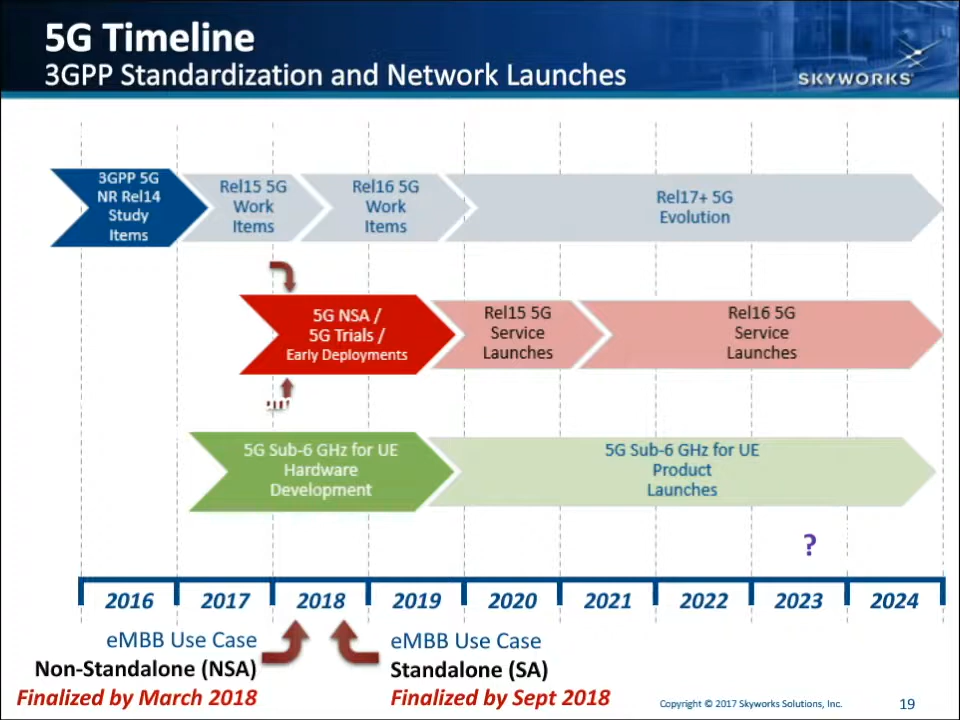 5G Timeline
3GPP Standardization and Network Launches
SKYWORKS
3GPP 5G
NR Rel14
Study
Items
Rel15 5G
Work
Items
Rel16 5G
Work
Items
Rel17+ 5G
Evolution
5G NSA /
5G Trials /
Early Deployments
Rel15 5G
Service
Launches
Rel16 5G
Service
Launches
5G Sub-6 GHz for UE
Hardware
Development
5G Sub-6 GHz for UE
Product
Launches
?
2016 2017 2018 2019 2020 2021 2022 2023 2024
eMBB Use Case
Non-Standalone (NSA)
Finalized by March 2018
eMBB Use Case
Standalone (SA)
Finalized by Sept 2018
Copyright © 2017 Skyworks Solutions, Inc.
19